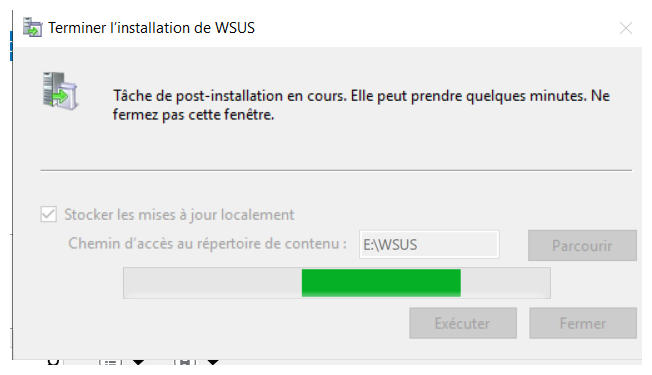 Terminer l'installation de WSUS
Tâche de post-installation en cours. Elle peut prendre quelques minutes. Ne
fermez pas cette fenêtre.
Stocker les mises à jour localement
Chemin d'accès au répertoire de contenu : E:\WSUS Parcourir
Exécuter Fermer